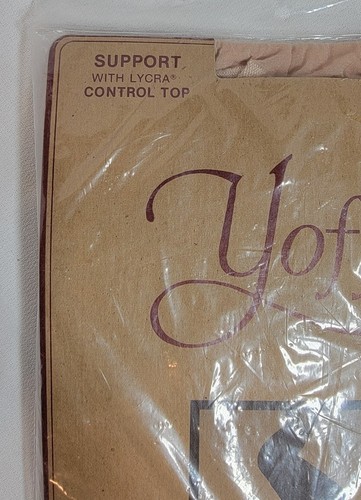 SUPPORT
WITH LYCRA®
CONTROL TOP
Yof